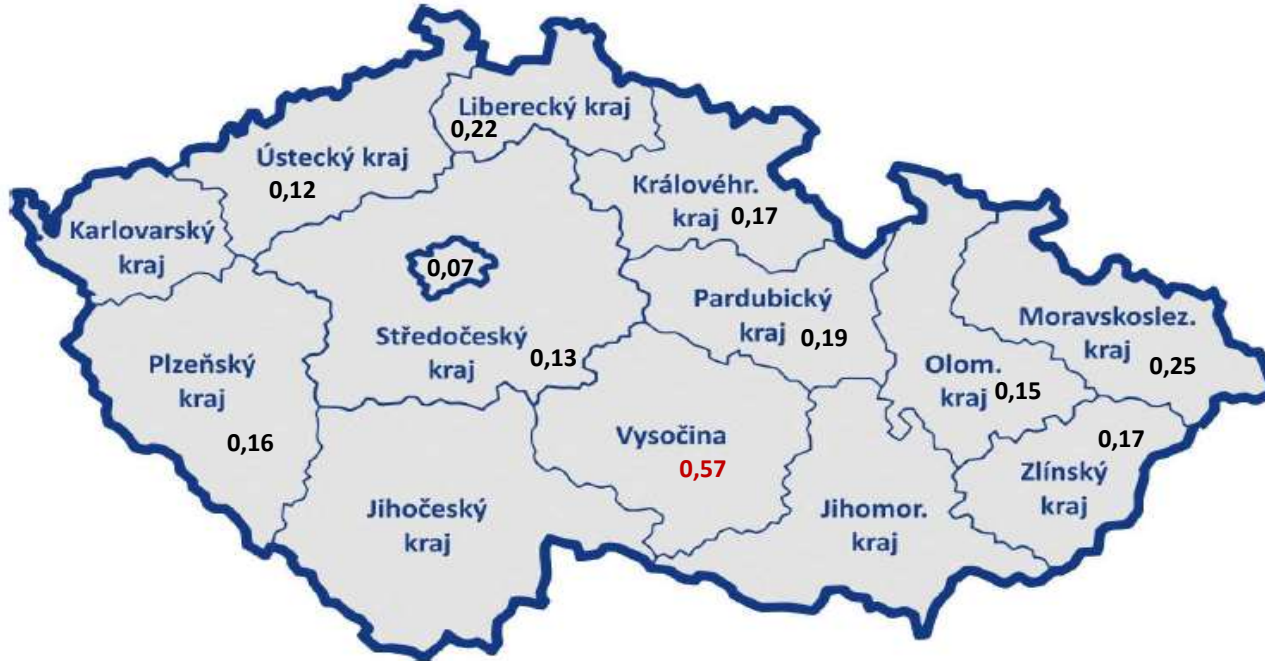 Liberecký kraj
0,22
Ústecký kraj
0,12
Královéhr.
kraj 0,17
Karlovarský
kraj
0,07
Pardubický
kraj 0,19
Moravskoslez.
kraj
0,25
Středočeský
kraj
0,13
Plzeňský
kraj
0,16
Olom.
kraj 0,15
Vysočina
0,57
0,17
Zlínský
kraj
Jihočeský
kraj
Jihomor.
kraj